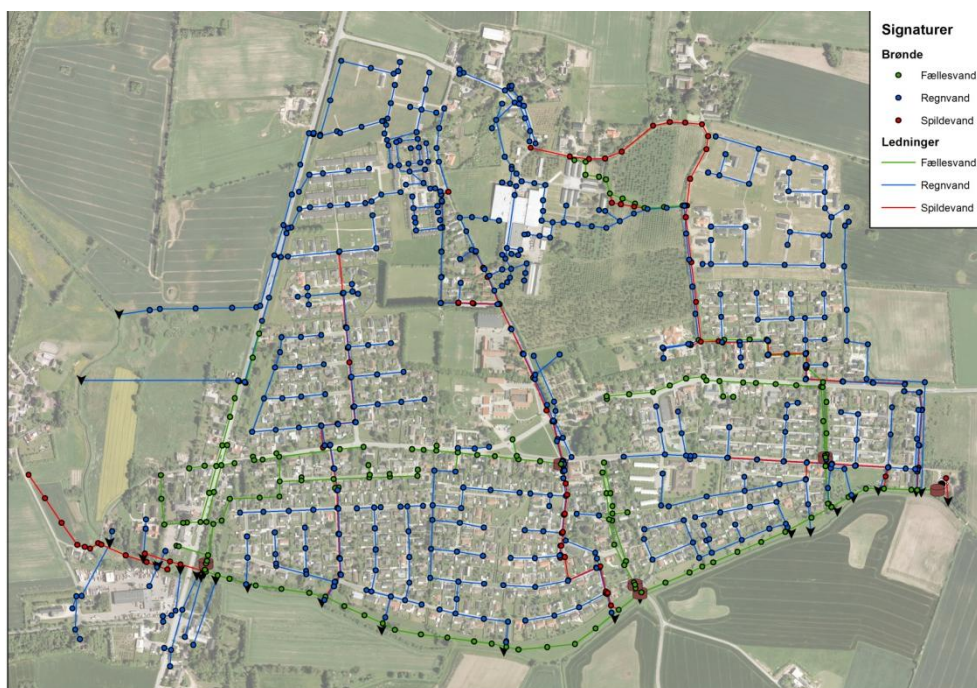 Signaturer
Brønde
Fællesvand
Regnvand
Spildevand
Ledninger
Fællesvand
Regnvand
Spildevand